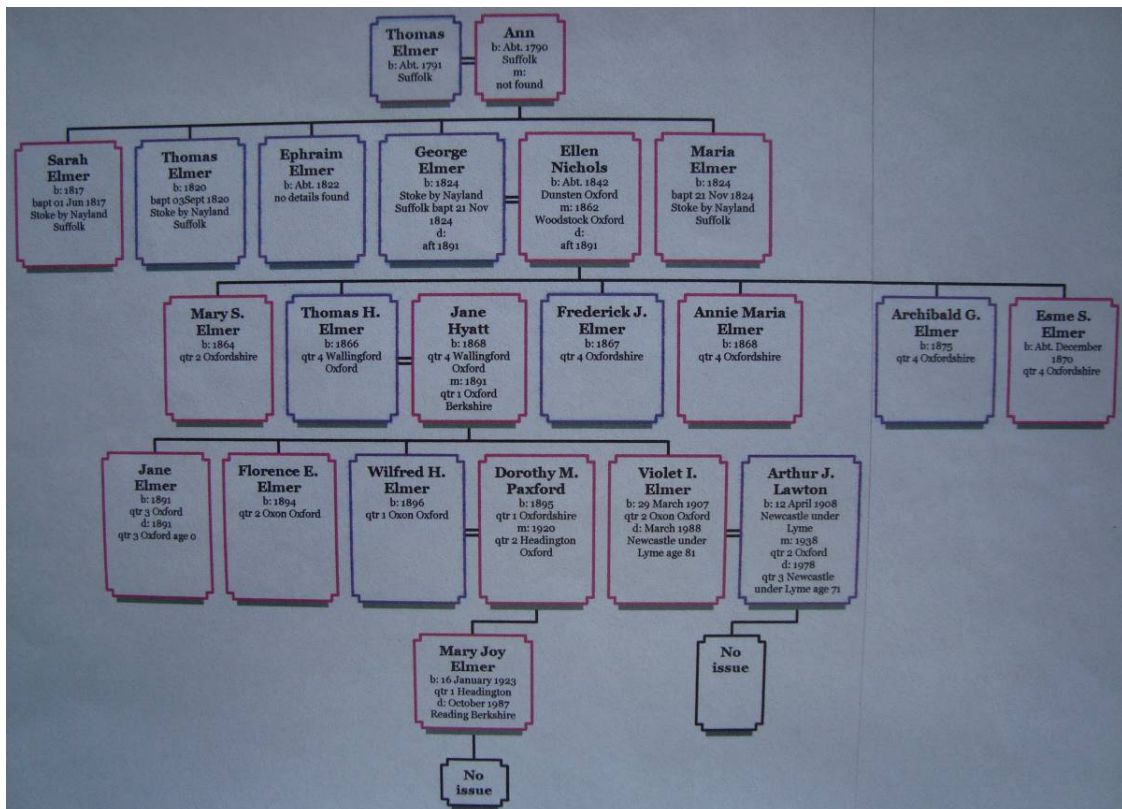 Thomas
Elmer
b: Abt. 1791
Suffolk
Ann
b: Abt. 1790
Suffolk
m:
not found
Sarah
Elmer
b: 1817
bapt 01 Jun 1817
Stoke by Nayland
Suffolk
Thomas
Elmer
b: 1820
bapt 03Sept 1820
Stoke by Nayland
Suffolk
Ephraim
Elmer
b: Abt. 1822
no details found
George
Elmer
b: 1824
Stoke by Nayland
Suffolk bapt 21 Nov
1824
d:
aft 1891
Ellen
Nichols
b: Abt. 1842
Dunsten Oxford
m: 1862
Woodstock Oxford
d:
aft 1891
Maria
Elmer
b: 1824
bapt 21 Nov 1824
Stoke by Nayland
Suffolk
Mary S.
Elmer
b: 1864
qtr 2 Oxfordshire
Thomas H.
Elmer
b: 1866
qtr 4 Wallingford
Oxford
Jane
Hyatt
b: 1868
qtr 4 Wallingford
Oxford
m: 1891
qtr 1 Oxford
Berkshire
Frederick J.
Elmer
b: 1867
qtr 4 Oxfordshire
Annie Maria
Elmer
b: 1868
qtr 4 Oxfordshire
Archibald G.
Elmer
b: 1875
qtr 4 Oxfordshire
Esme S.
Elmer
b: Abt. December
1870
qtr 4 Oxfordshire
Jane
Elmer
b: 1891
qtr 3 Oxford
d: 1891
qtr 3 Oxford age 0
Florence E.
Elmer
b: 1894
qtr 2 Oxon Oxford
Wilfred H.
Elmer
b: 1896
qtr 1 Oxon Oxford
Dorothy M.
Paxford
b: 1895
qtr 1 Oxfordshire
m: 1920
qtr 2 Headington
Oxford
Violet I.
Elmer
b: 29 March 1907
qtr 2 Oxon Oxford
d: March 1988
Newcastle under
Lyme age 81
Arthur J.
Lawton
b: 12 April 1908
Newcastle under
Lyme
m: 1938
qtr 2 Oxford
d: 1978
qtr 3 Newcastle
under Lyme age 71
Mary Joy
Elmer
b: 16 January 1923
qtr 1 Headington
d: October 1987
Reading Berkshire
No
issue
No
issue